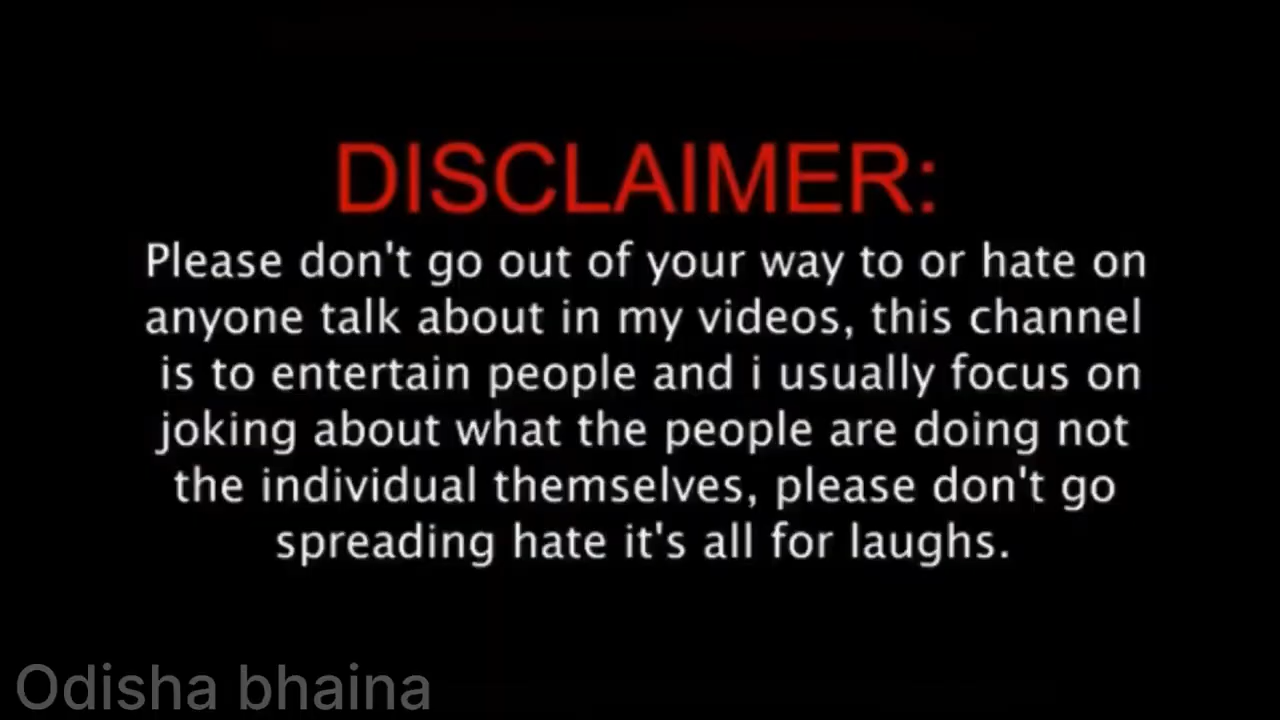 DISCLAIMER:
Please don't go out of your way to or hate on
anyone talk about in my videos, this channel
is to entertain people and i usually focus on
joking about what the people are doing not
the individual themselves, please don't go
spreading hate it's all for laughs.
Odisha bhaina